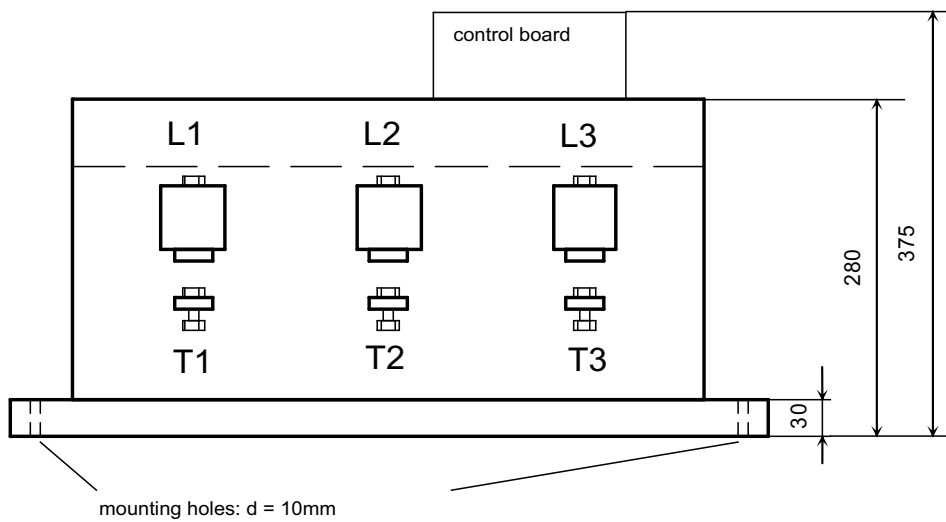 control board
L1 L2 L3
375
280
T1 T2 T3
30
mounting holes: d = 10mm